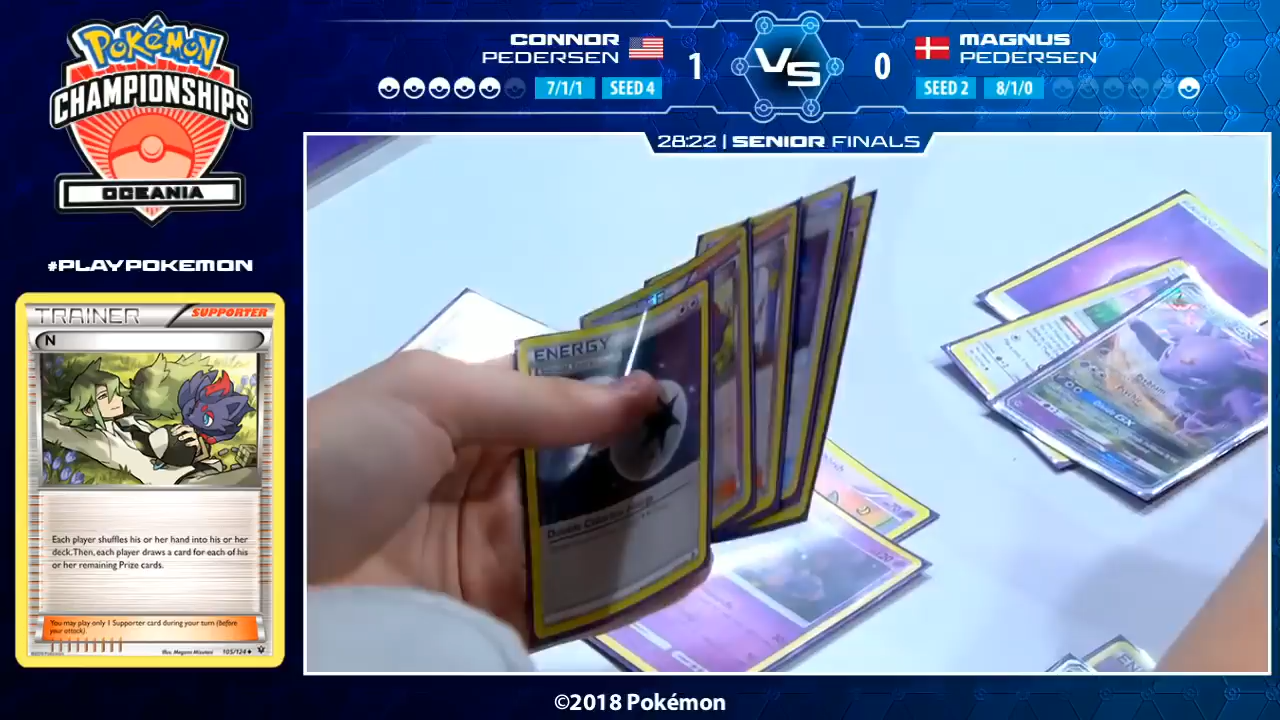 Pokémon
CHAMPIONSHIPS
OCEANIA
#PLAYPOKEMON
CONNOR
PEDERSEN
1
7/1/1
SEED 4
VS
0
MAGNUS
PEDERSEN
SEED 2
8/1/0
28:22 | SENIOR FINALS
TRAINER
SUPPORTER
N
Each player shuffles his or her hand into his or her
deck.Then, each player draws a card for each of his
or her remaining Prize cards.
You may play only 1 Supporter card during your turn (before
your attack).
105/124
ENERGY
Double Colorless Energy
©2018 Pokémon